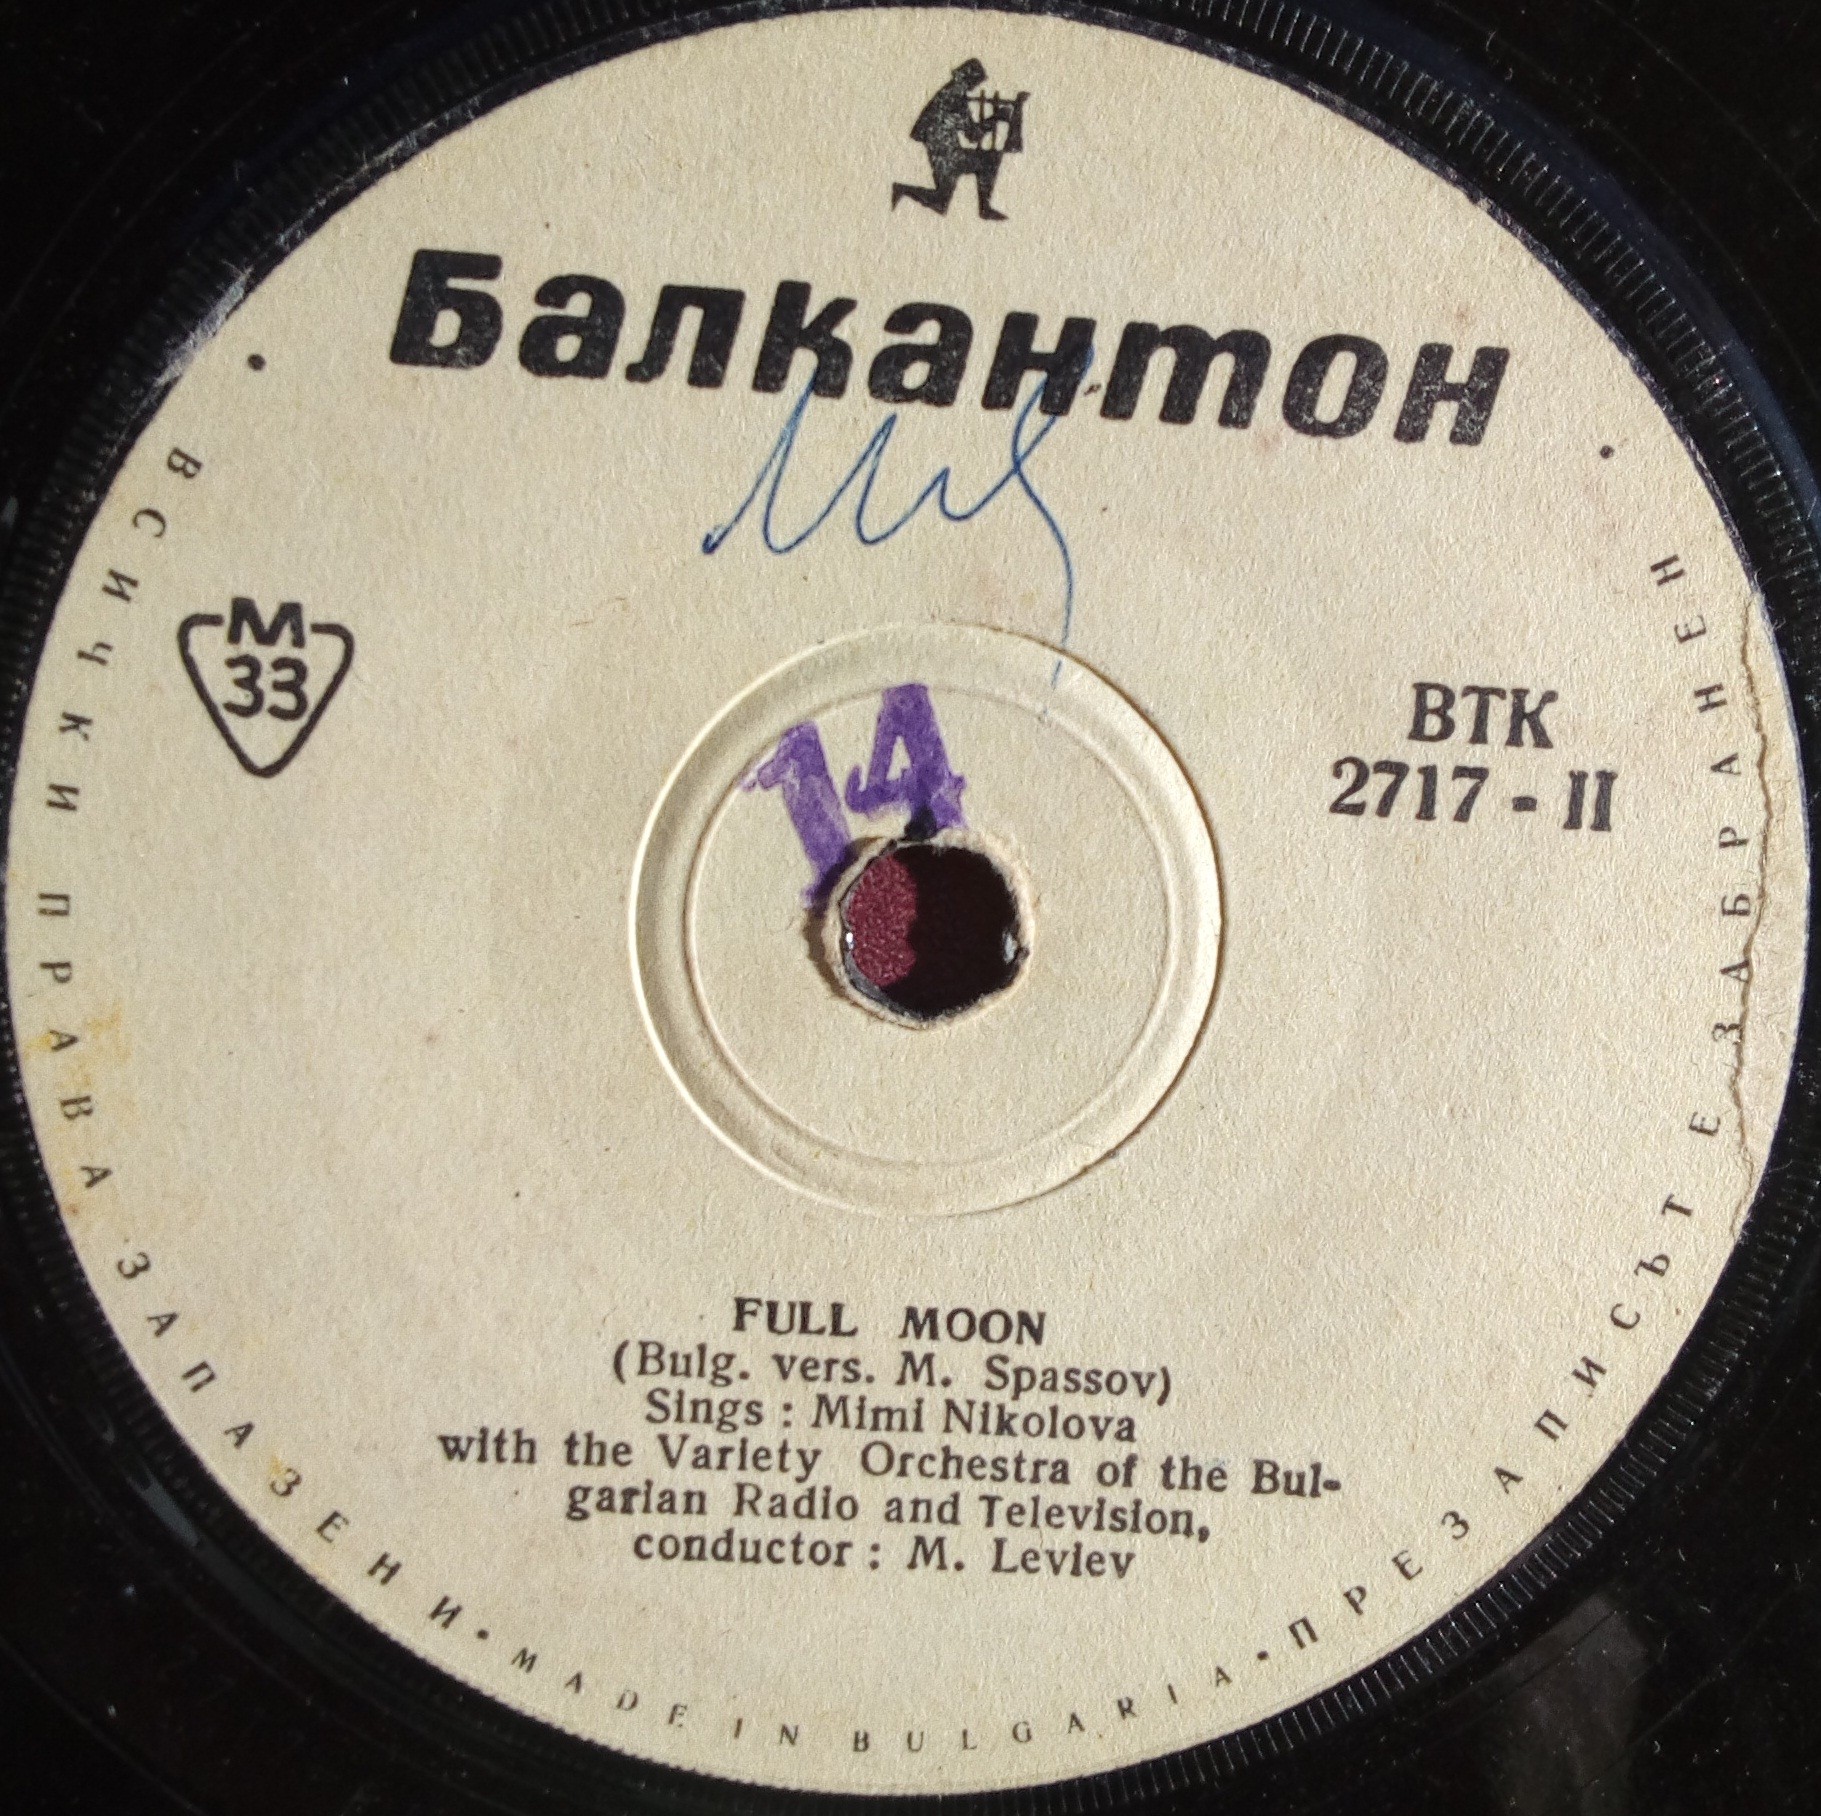 Балкантон
М
33
14
ВТК
2717 - II
FULL MOON
(Bulg. vers. M. Spassov)
Sings : Mimi Nikolova
with the Variety Orchestra of the Bul-
garian Radio and Television,
conductor : M. Leviev
ВСИЧКИ ПРАВА ЗАПАЗЕНИ • MADE IN BULGARIA • ПРЕЗАПИСЪТ Е ЗАБРАНЕН